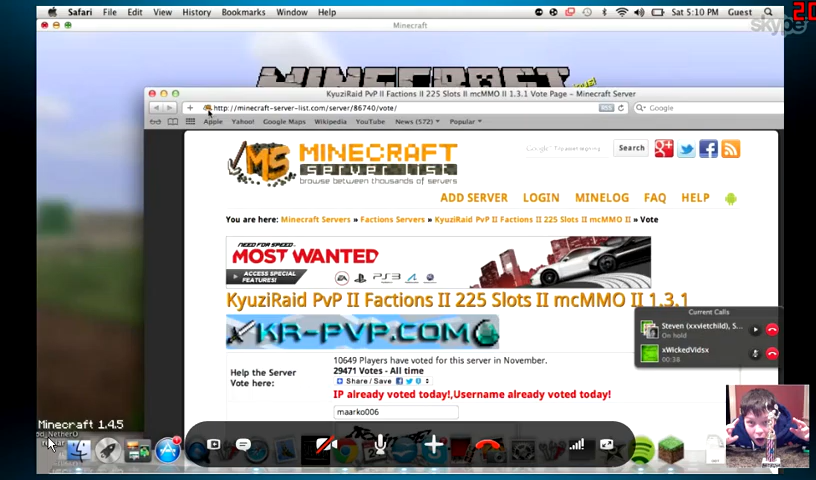 Safari File Edit View History Bookmarks Window Help
Sat 5:10 PM Guest
20
skype
Minecraft
MINECRAFT
KyuziRaid PvP II Factions II 225 Slots II mcMMO II 1.3.1 Vote Page – Minecraft Server
http://minecraft-server-list.com/server/86740/vote/
RSS
Google
Apple Yahoo! Google Maps Wikipedia YouTube News (572) Popular
MS
MINECRAFT
SERVER LIST
browse between thousands of servers
Search
ADD SERVER LOGIN MINELOG FAQ HELP
You are here: Minecraft Servers » Factions Servers » KyuziRaid PvP II Factions II 225 Slots II mcMMO II » Vote
NEED FOR SPEED
MOST WANTED
ACCESS SPECIAL FEATURES!
EA PS3
KyuziRaid PvP II Factions II 225 Slots II mcMMO II 1.3.1
KR-PVP.COM
Current Calls
Steven (xxvietchild), S...
On hold
xWickedVidsx
00:38
10649 Players have voted for this server in November.
29471 Votes - All time
Help the Server
Vote here:
Share / Save
IP already voted today!,Username already voted today!
maarko006
Minecraft 1.4.5